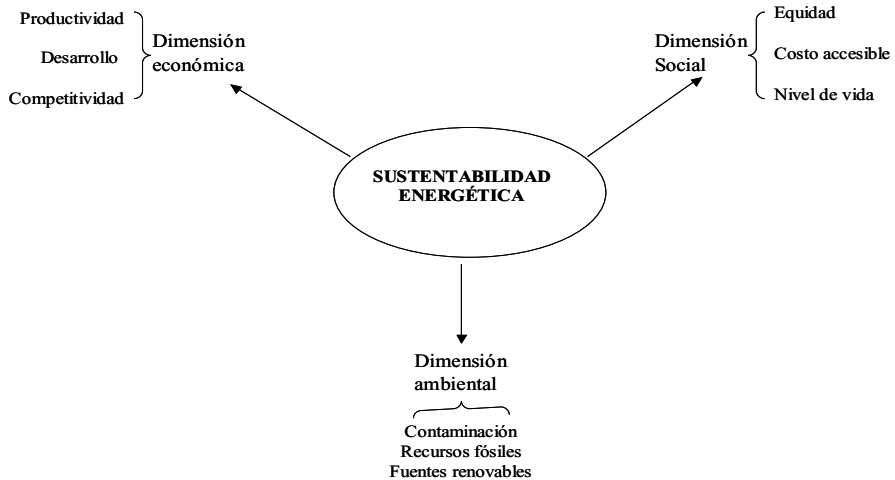 Productividad
Desarrollo
Competitividad
Dimensión
económica
Dimensión
Social
Equidad
Costo accesible
Nivel de vida
SUSTENTABILIDAD
ENERGÉTICA
Dimensión
ambiental
Contaminación
Recursos fósiles
Fuentes renovables